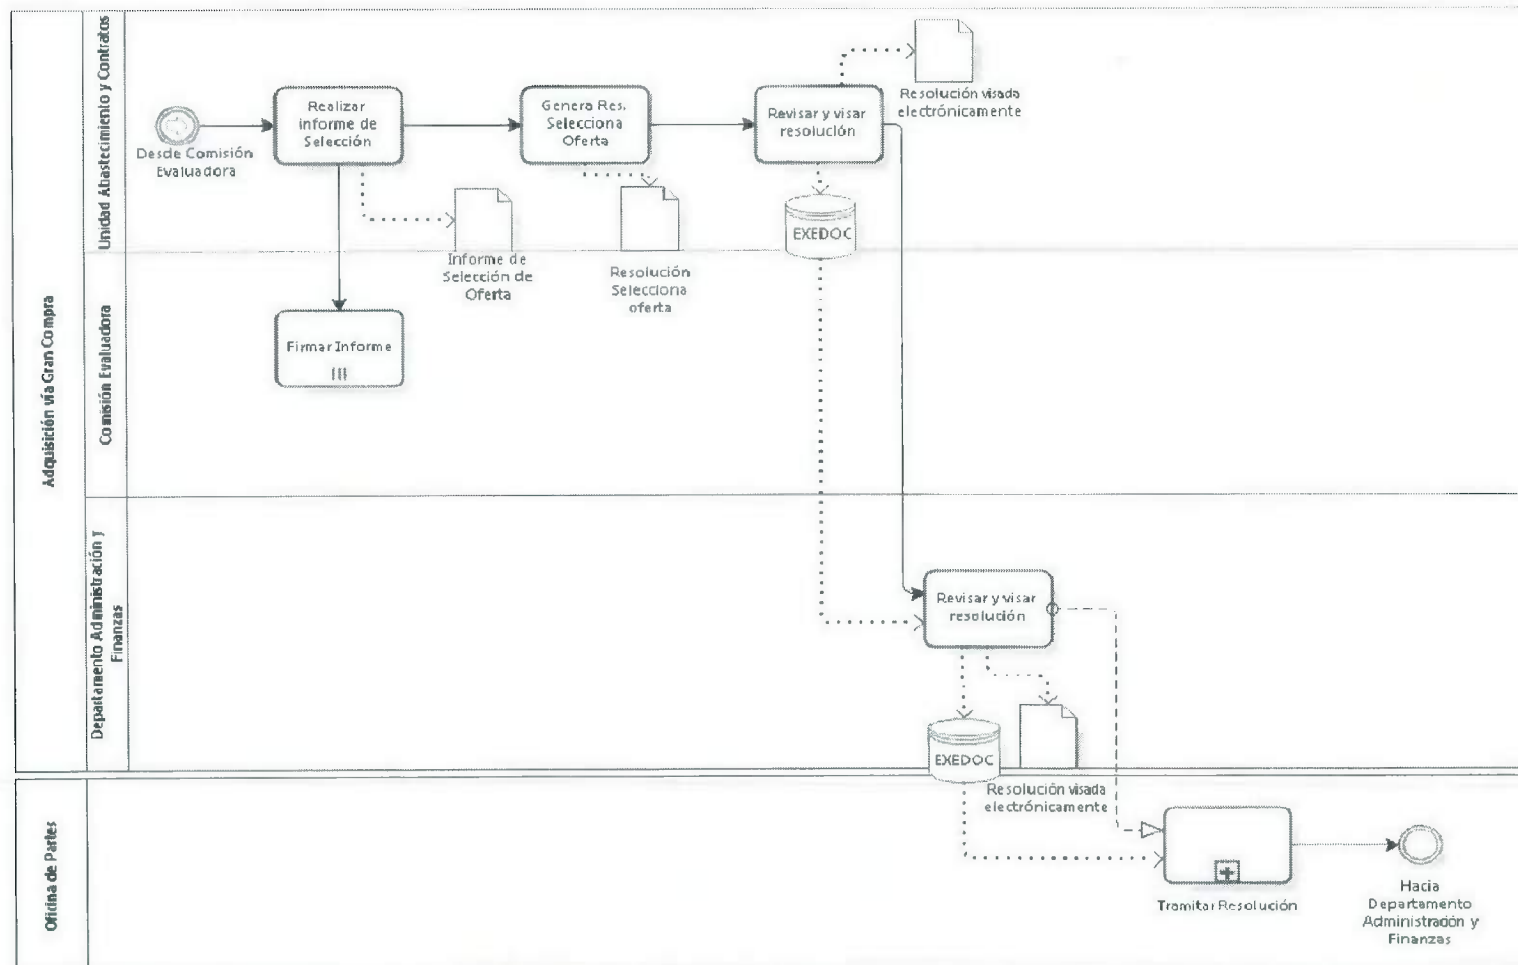 Adquisición vía Gran Compra
Unidad Abastecimiento y Contratos
Desde Comisión
Evaluadora
Realizar
informe de
Selección
Genera Res.
Selecciona
Oferta
Revisar y visar
resolución
Resolución visada
electrónicamente
EXEDOC
Informe de
Selección de
Oferta
Resolución
Selecciona
oferta
Comisión Evaluadora
Firmar Informe
Departamento Administración y
Finanzas
Revisar y visar
resolución
EXEDOC
Resolución visada
electrónicamente
Oficina de Partes
Tramitar Resolución
Hacia
Departamento
Administración y
Finanzas